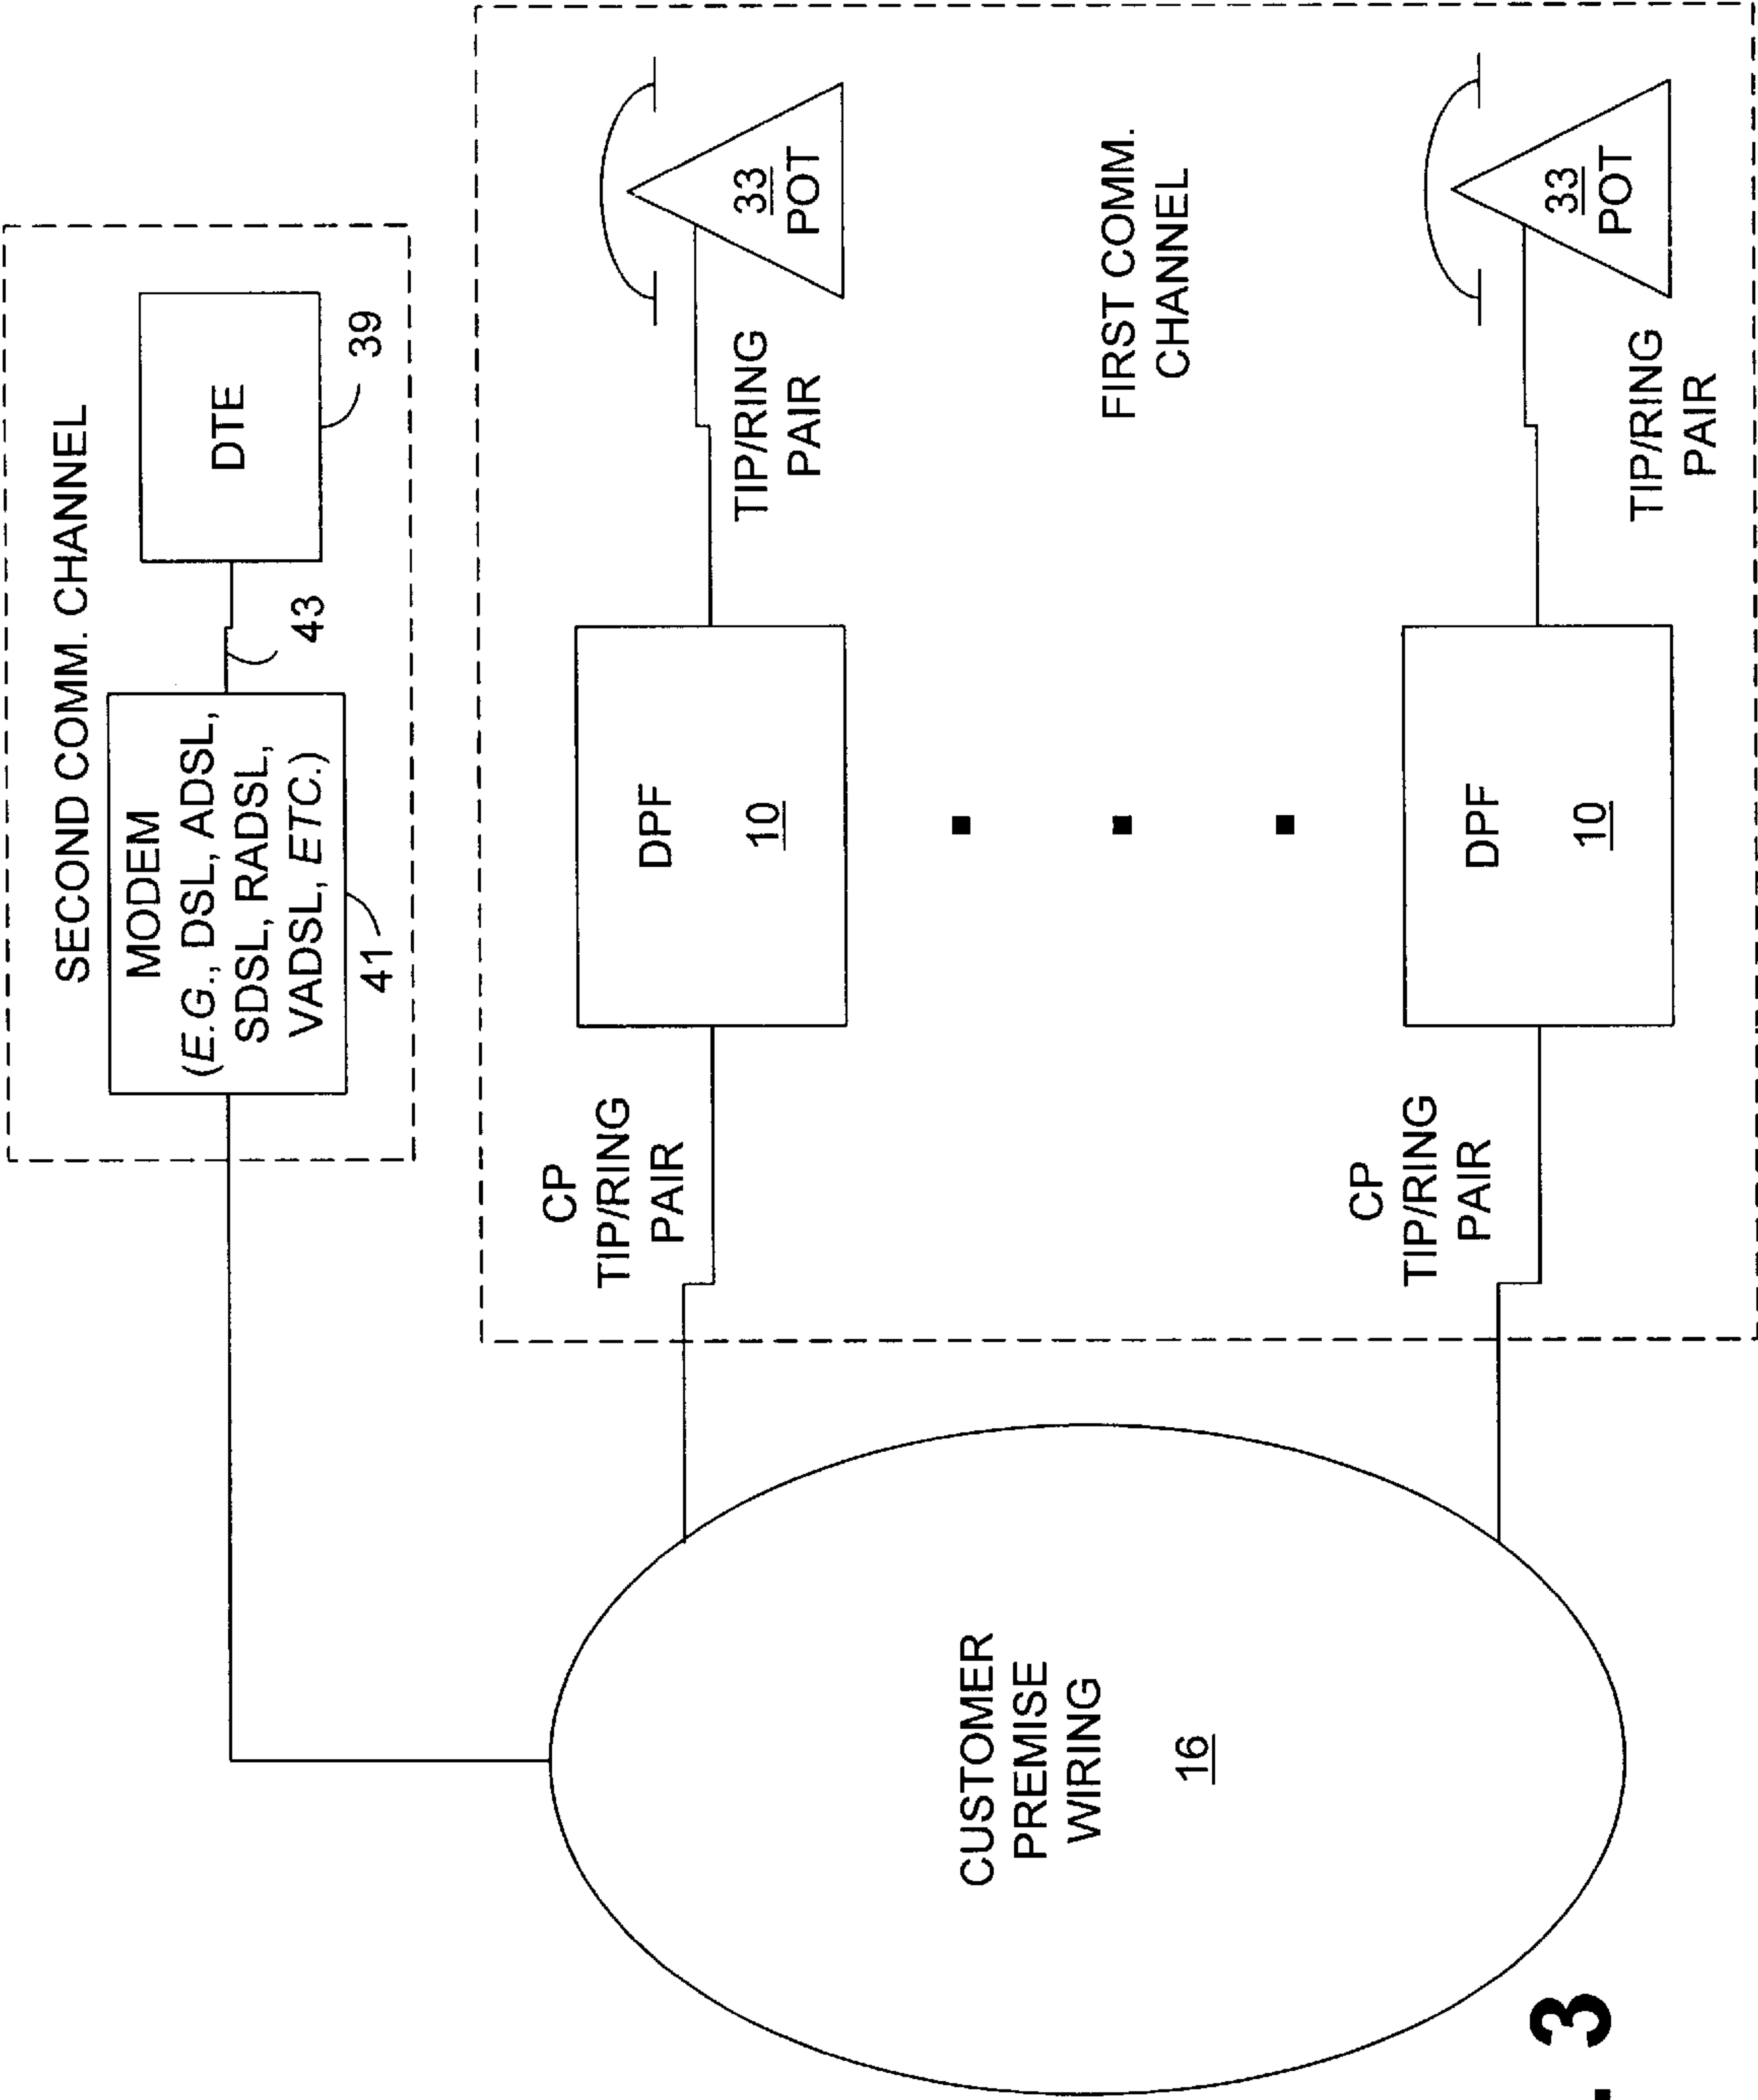 SECOND COMM. CHANNEL
MODEM
(E.G., DSL, ADSL,
SDSL, RADSL,
VADSL, ETC.)
41
43
DTE
39
CP
TIP/RING
PAIR
DPF
10
TIP/RING
PAIR
33
POT
FIRST COMM.
CHANNEL
CUSTOMER
PREMISE
WIRING
16
CP
TIP/RING
PAIR
DPF
10
TIP/RING
PAIR
33
POT
. 3